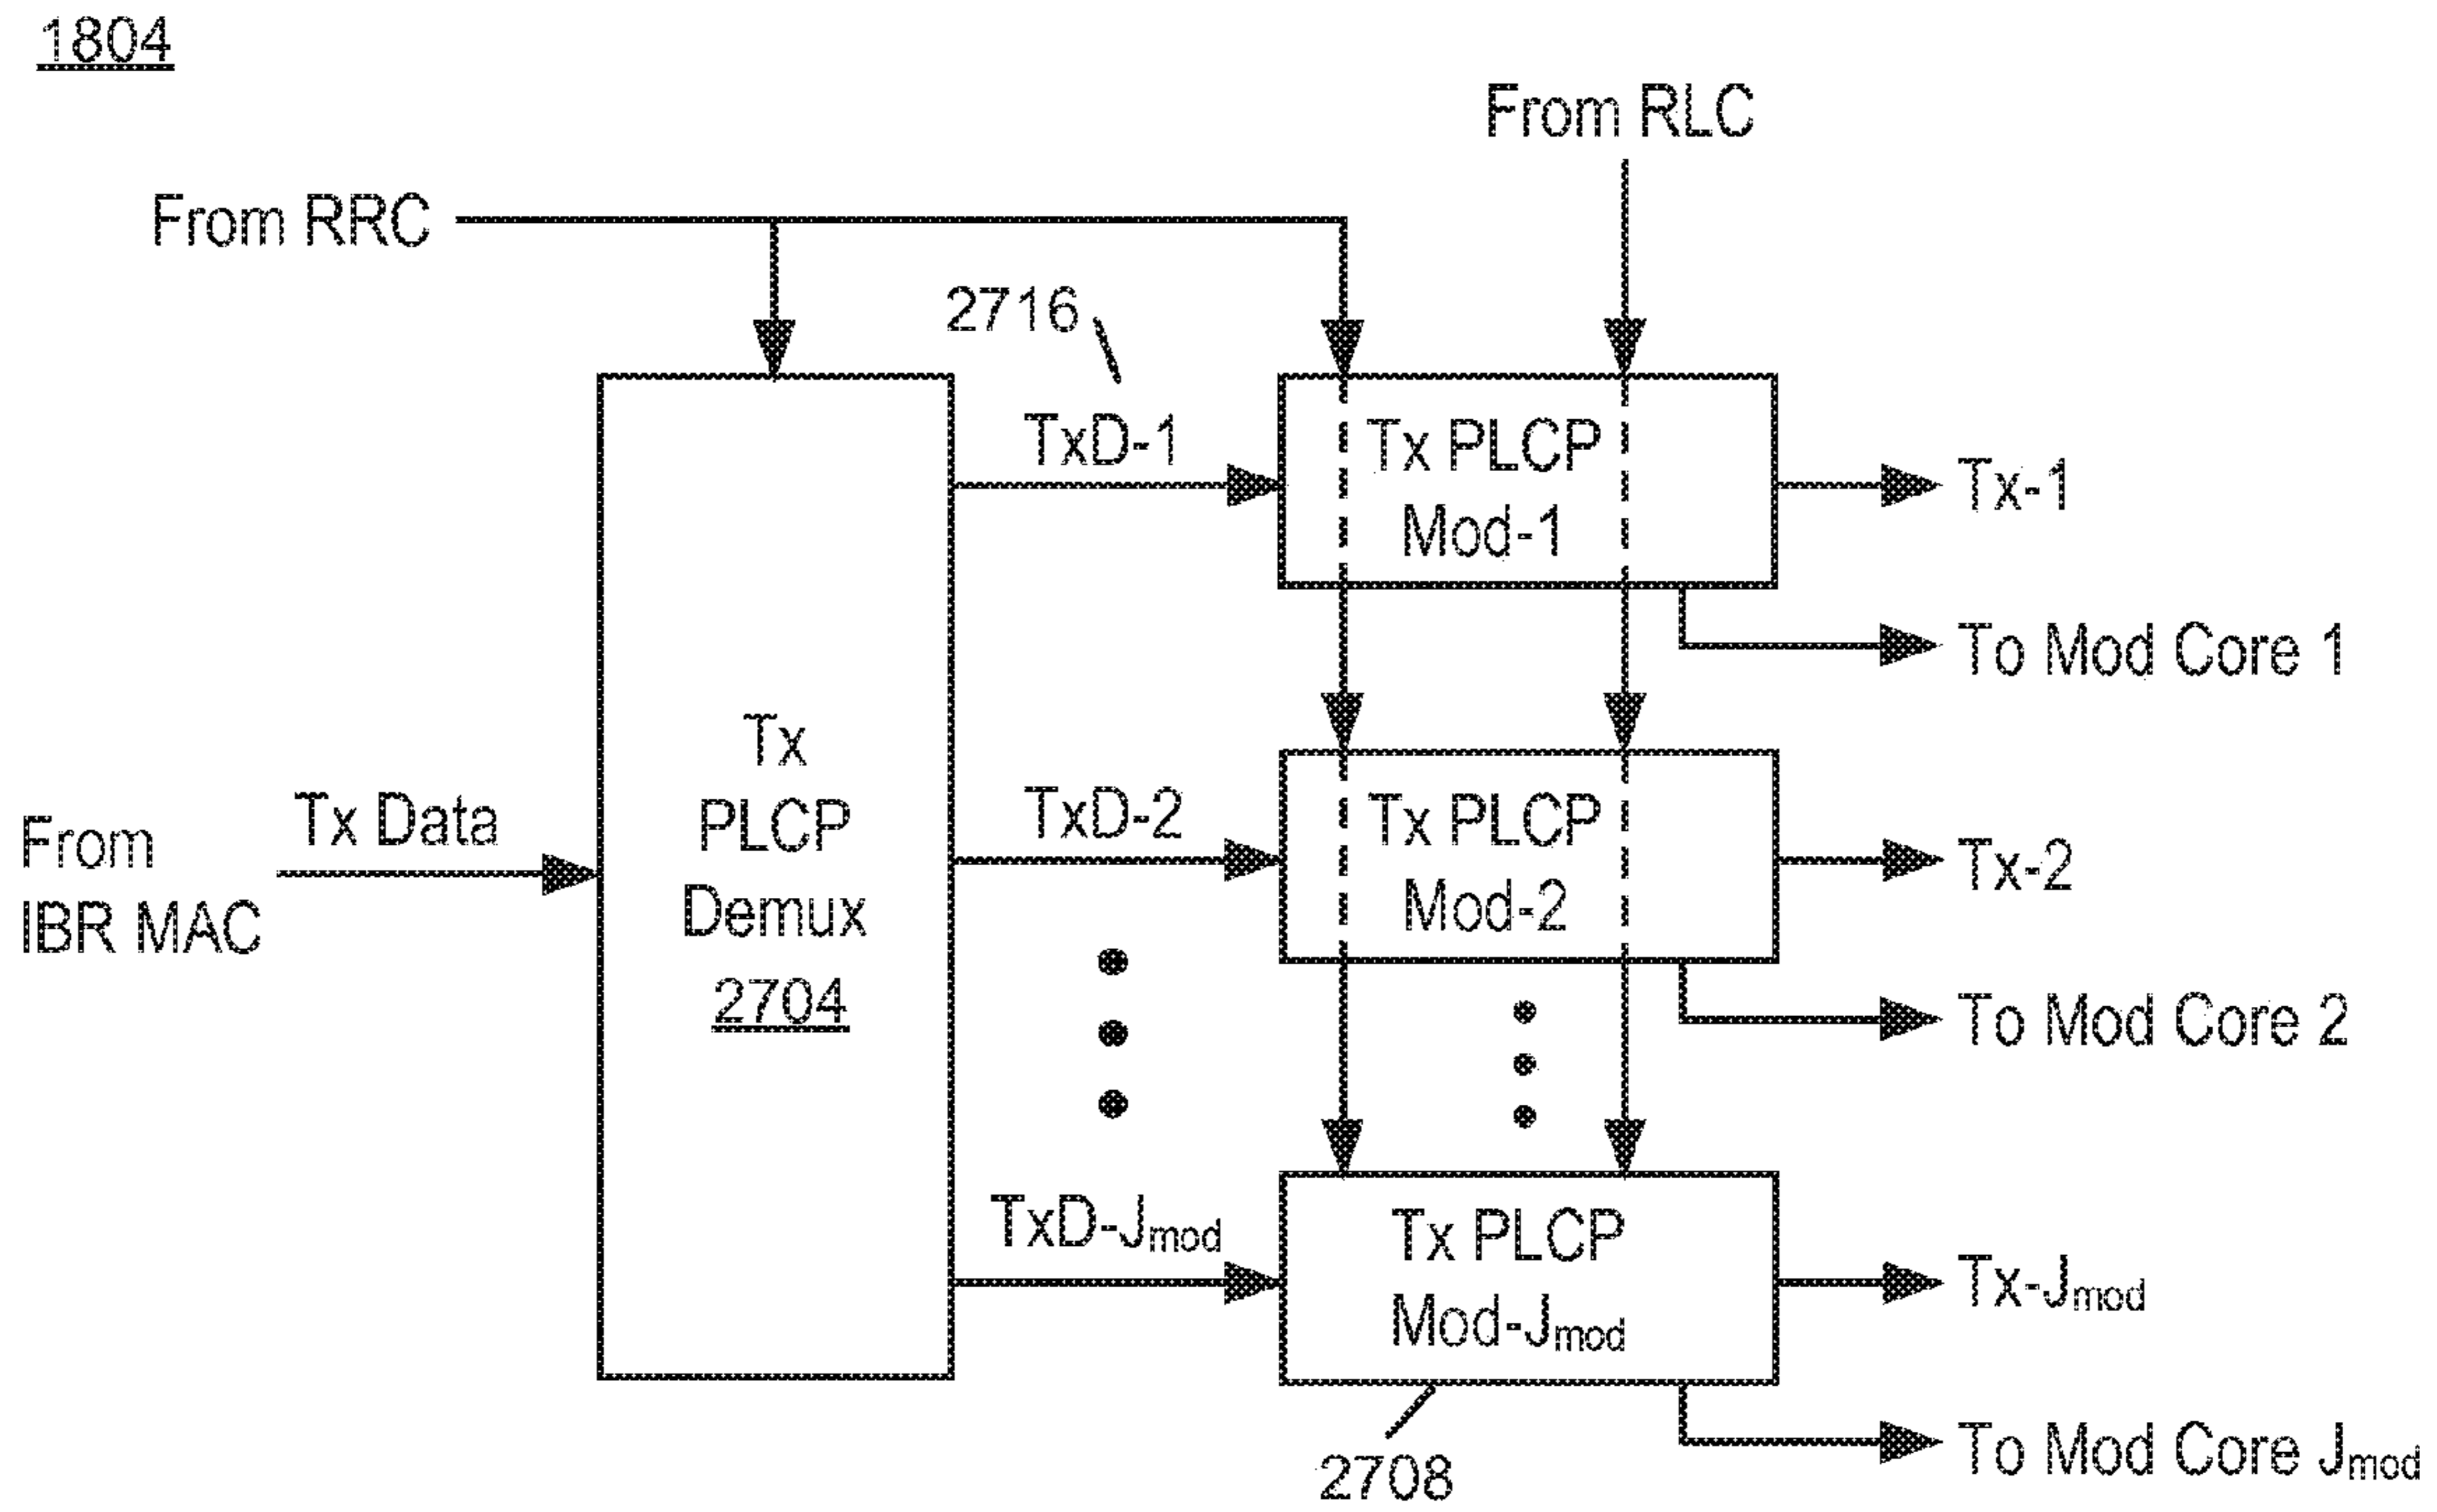 1804
From RLC
From RRC
2716
TxD-1
Tx PLCP
Mod-1
Tx-1
To Mod Core 1
Tx
PLCP
Demux
2704
From
IBR MAC
Tx Data
TxD-2
Tx PLCP
Mod-2
Tx-2
To Mod Core 2
TxD-Jmod
Tx PLCP
Mod-Jmod
Tx-Jmod
To Mod Core Jmod
2708